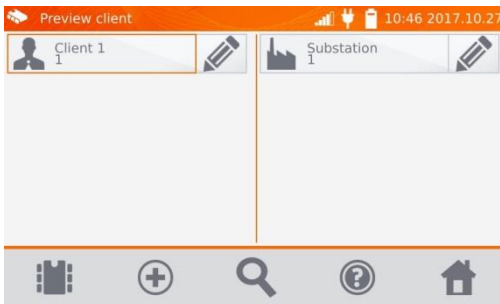 Preview client
10:46 2017.10.27
Client 1
1
Substation
1